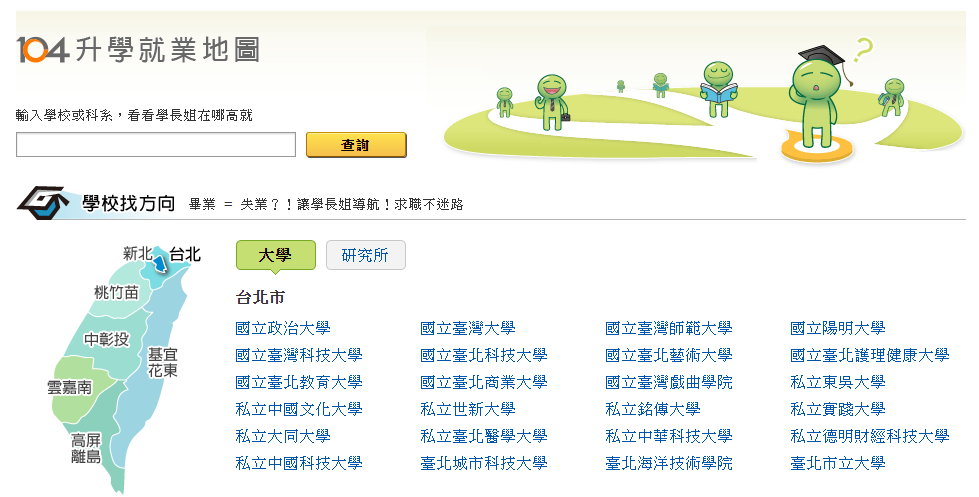 104升學就業地圖
?
輸入學校或科系，看看學長姐在哪高就
查詢
學校找方向 畢業 = 失業？！讓學長姐導航！求職不迷路
新北 台北
桃竹苗
中彰投
基宜
花東
雲嘉南
高屏
離島
大學 研究所
台北市
國立政治大學 國立臺灣大學 國立臺灣師範大學 國立陽明大學
國立臺灣科技大學 國立臺北科技大學 國立臺北藝術大學 國立臺北護理健康大學
國立臺北教育大學 國立臺北商業大學 國立臺灣戲曲學院 私立東吳大學
私立中國文化大學 私立世新大學 私立銘傳大學 私立實踐大學
私立大同大學 私立臺北醫學大學 私立中華科技大學 私立德明財經科技大學
私立中國科技大學 臺北城市科技大學 臺北海洋技術學院 臺北市立大學